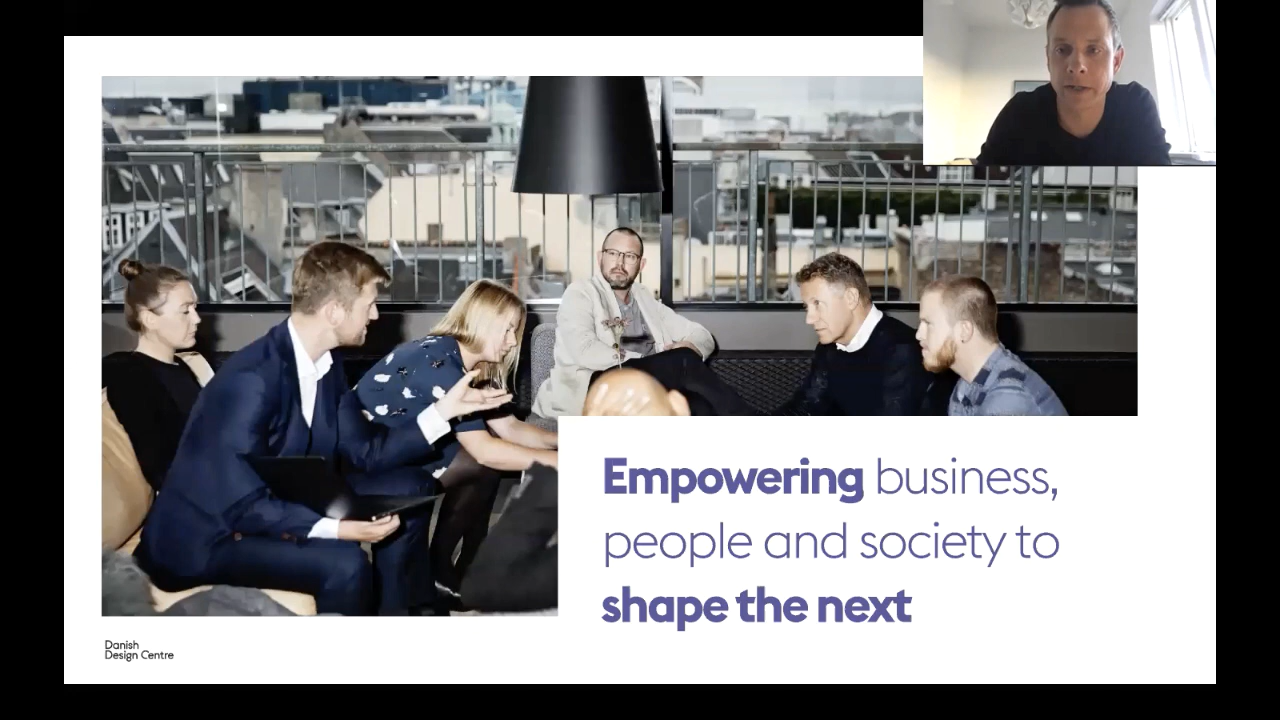 Empowering business,
people and society to
shape the next
Danish
Design Centre